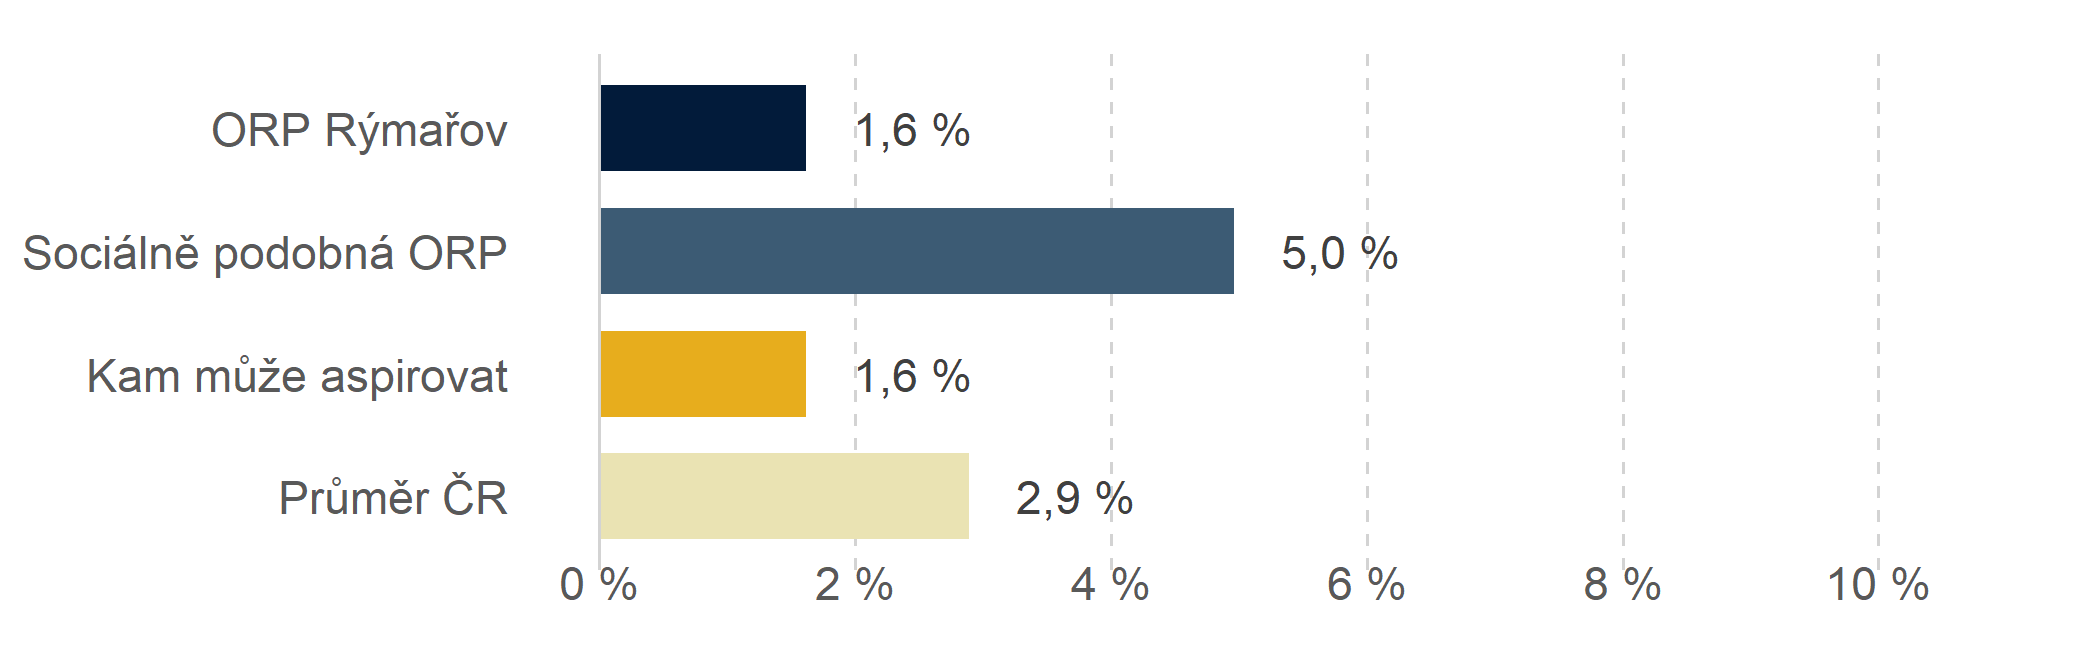 ORP Rýmařov 1,6 %
Sociálně podobná ORP 5,0 %
Kam může aspirovat 1,6 %
Průměr ČR 2,9 %
0 % 2 % 4 % 6 % 8 % 10 %